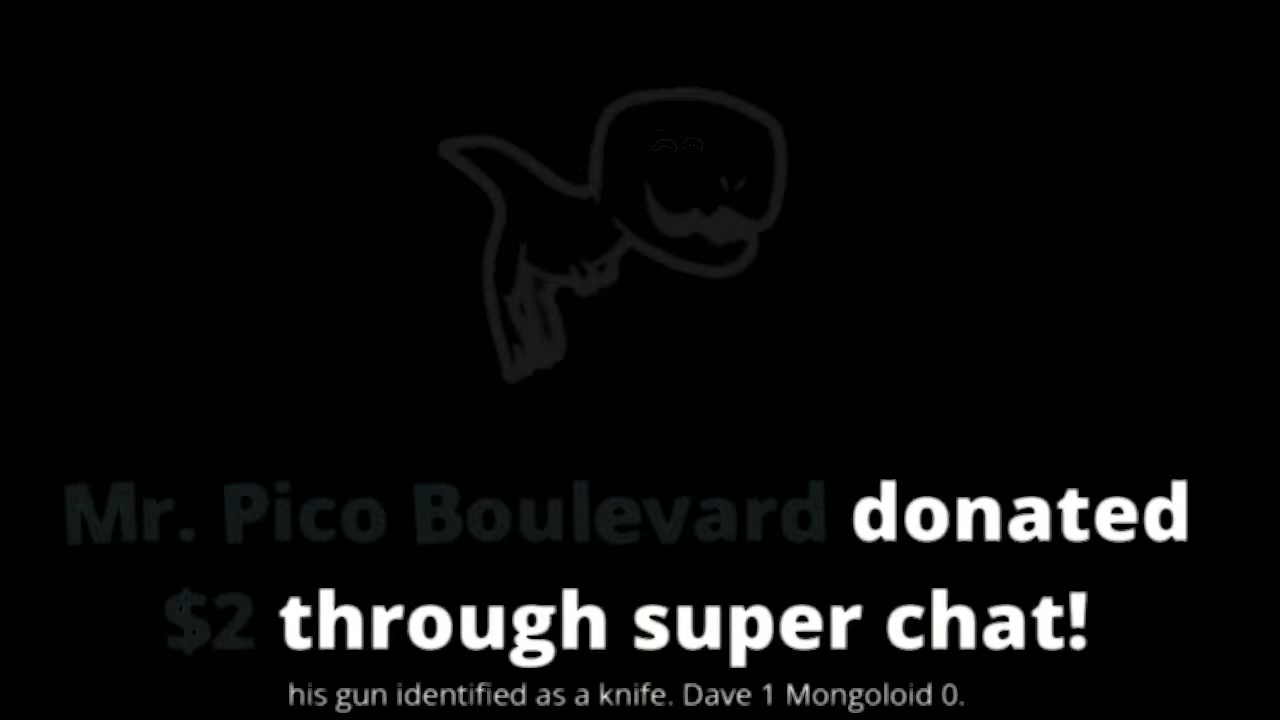 Mr. Pico Boulevard donated
$2 through super chat!
his gun identified as a knife. Dave 1 Mongoloid 0.